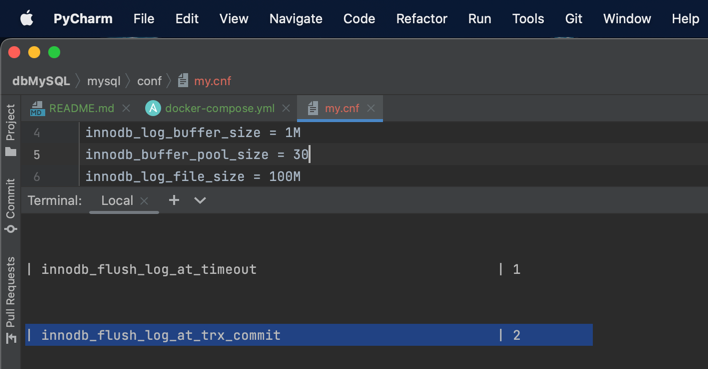 PyCharm File Edit View Navigate Code Refactor Run Tools Git Window Help
dbMySQL mysql conf my.cnf
Project
Commit
Pull Requests
MD README.md A docker-compose.yml my.cnf
4 innodb_log_buffer_size = 1M
5 innodb_buffer_pool_size = 30
6 innodb_log_file_size = 100M
Terminal: Local
| innodb_flush_log_at_timeout | 1
| innodb_flush_log_at_trx_commit | 2